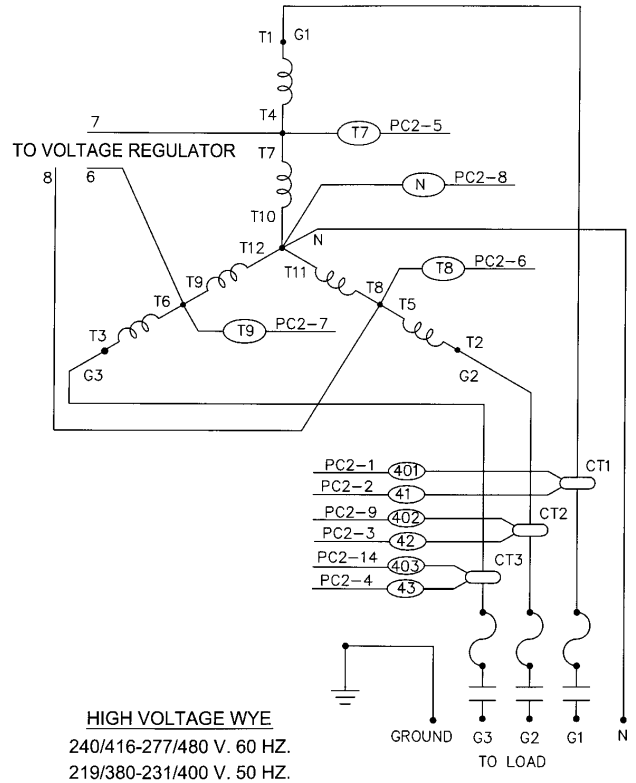 T1 G1
T4
7
T7 PC2-5
TO VOLTAGE REGULATOR
T7
8 6
N PC2-8
T10
T12 N
T11
T9
T8
T8 PC2-6
T6
T5
T9 PC2-7
T3
T2
G3
G2
PC2-1 401
CT1
PC2-2 41
PC2-9 402
CT2
PC2-3 42
PC2-14 403
CT3
PC2-4 43
GROUND G3 G2 G1 N
TO LOAD
HIGH VOLTAGE WYE
240/416-277/480 V. 60 HZ.
219/380-231/400 V. 50 HZ.